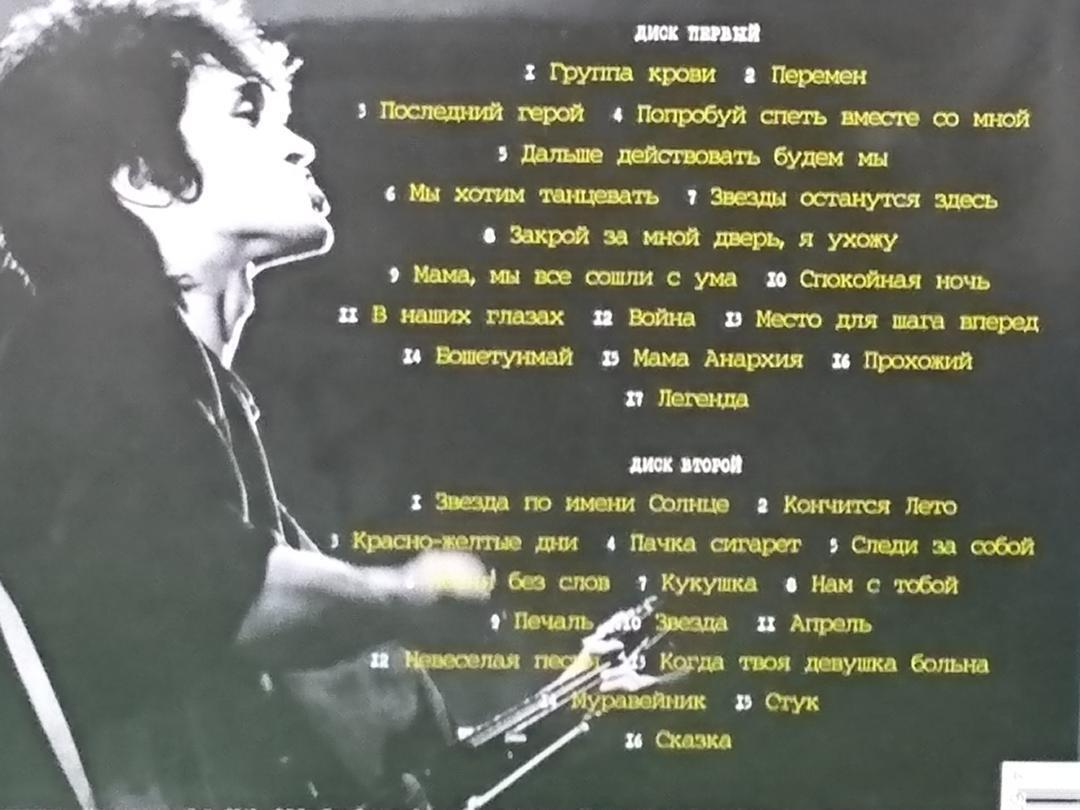 ДИСК ПЕРВЫЙ
1 Группа крови 2 Перемен
3 Последний герой 4 Попробуй спеть вместе со мной
5 Дальше действовать будем мы
6 Мы хотим танцевать 7 Звезды останутся здесь
8 Закрой за мной дверь, я ухожу
9 Мама, мы все сошли с ума 10 Спокойная ночь
11 В наших глазах 12 Война 13 Место для шага вперед
14 Бошетунмай 15 Мама Анархия 16 Прохожий
17 Легенда
ДИСК ВТОРОЙ
1 Звезда по имени Солнце 2 Кончится Лето
3 Красно-желтые дни 4 Пачка сигарет 5 Следи за собой
6 без слов 7 Кукушка 8 Нам с тобой
9 Печаль 10 Звезда 11 Апрель
12 Невеселая песня 13 Когда твоя девушка больна
14 Муравейник 15 Стук
16 Сказка